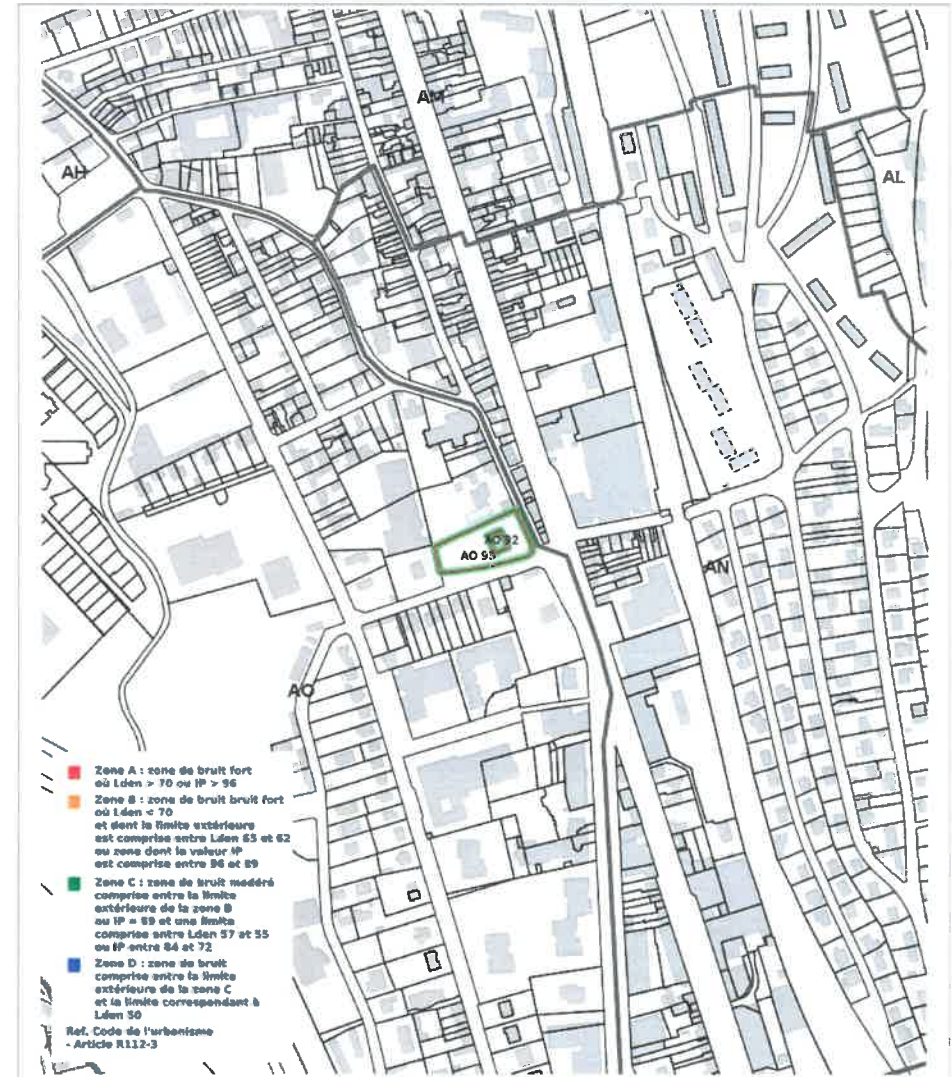 AM
AH
AL
AO 92
AO 93
AN
AO
Zone A : zone de bruit fort
où Lden > 70 ou IP > 96
Zone B : zone de bruit bruit fort
où Lden < 70
et dont la limite extérieure
est comprise entre Lden 65 et 62
ou zone dont la valeur IP
est comprise entre 96 et 89
Zone C : zone de bruit modéré
comprise entre la limite
extérieure de la zone B
ou IP = 89 et une limite
comprise entre Lden 57 et 55
ou IP entre 84 et 72
Zone D : zone de bruit
comprise entre la limite
extérieure de la zone C
et la limite correspondant à
Lden 50
Ref. Code de l'urbanisme
- Article R112-3